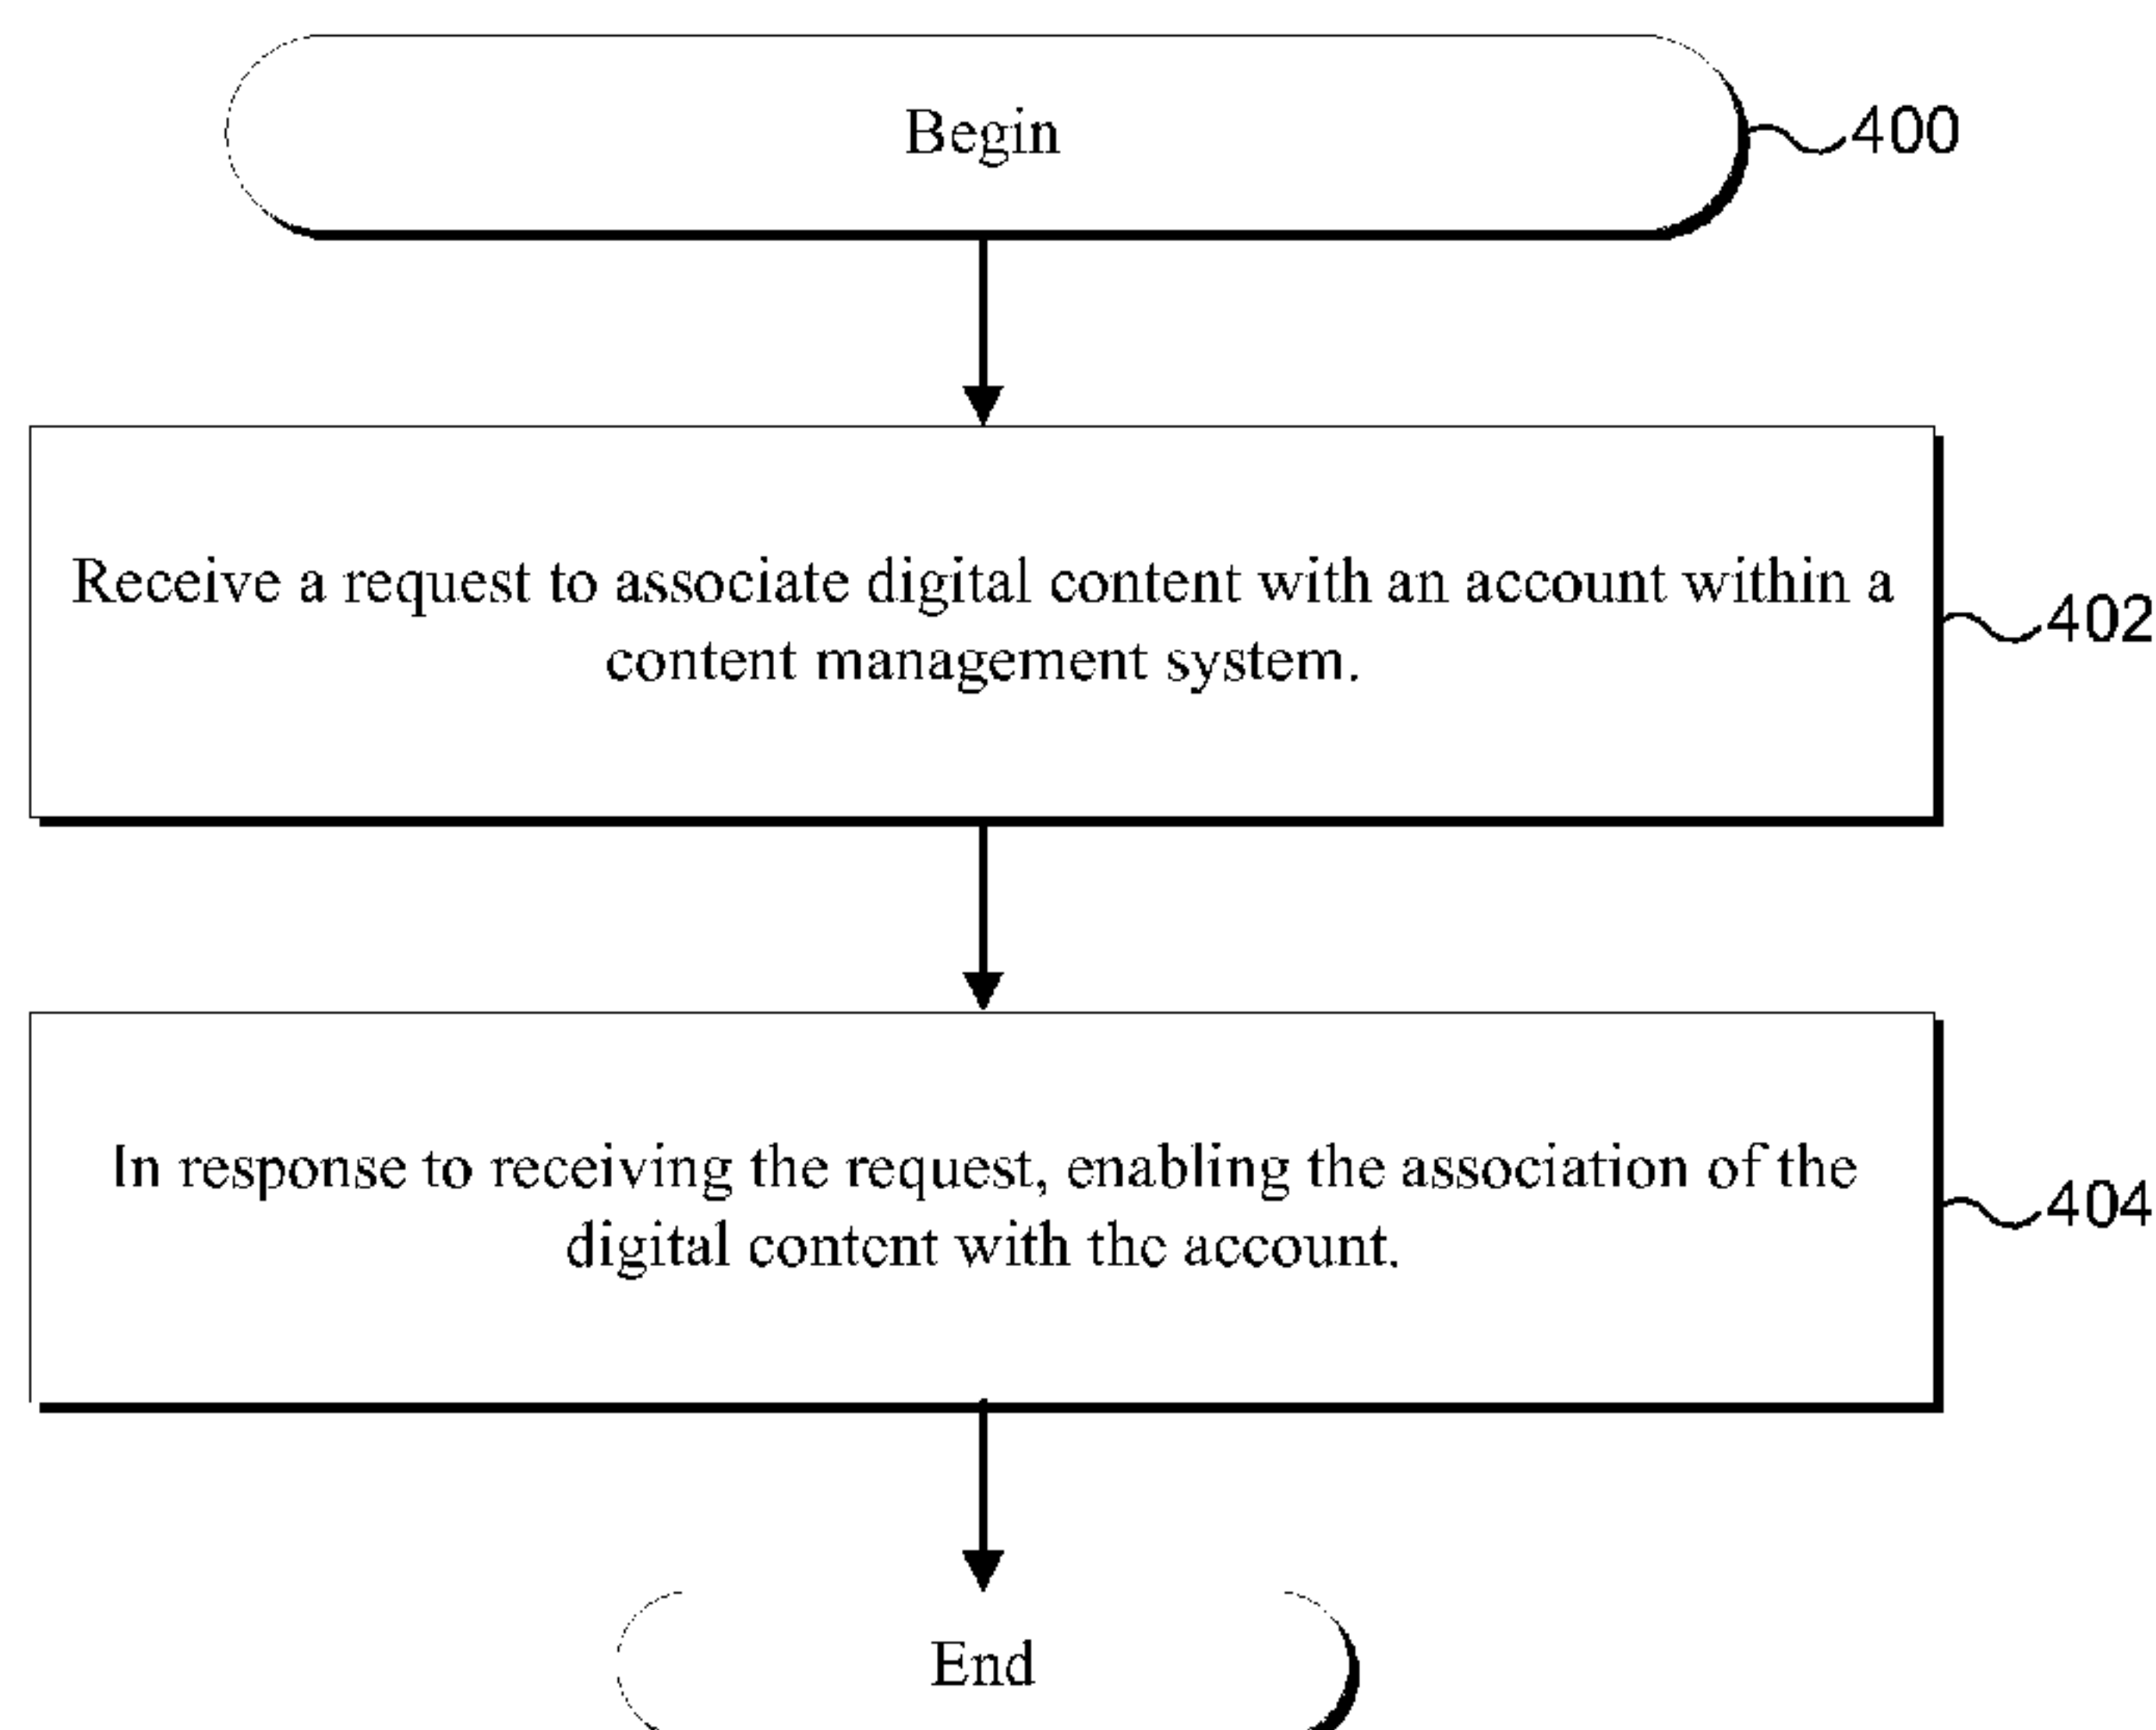 Begin
400
Receive a request to associate digital content with an account within a
content management system.
402
In response to receiving the request, enabling the association of the
digital content with the account.
404
End